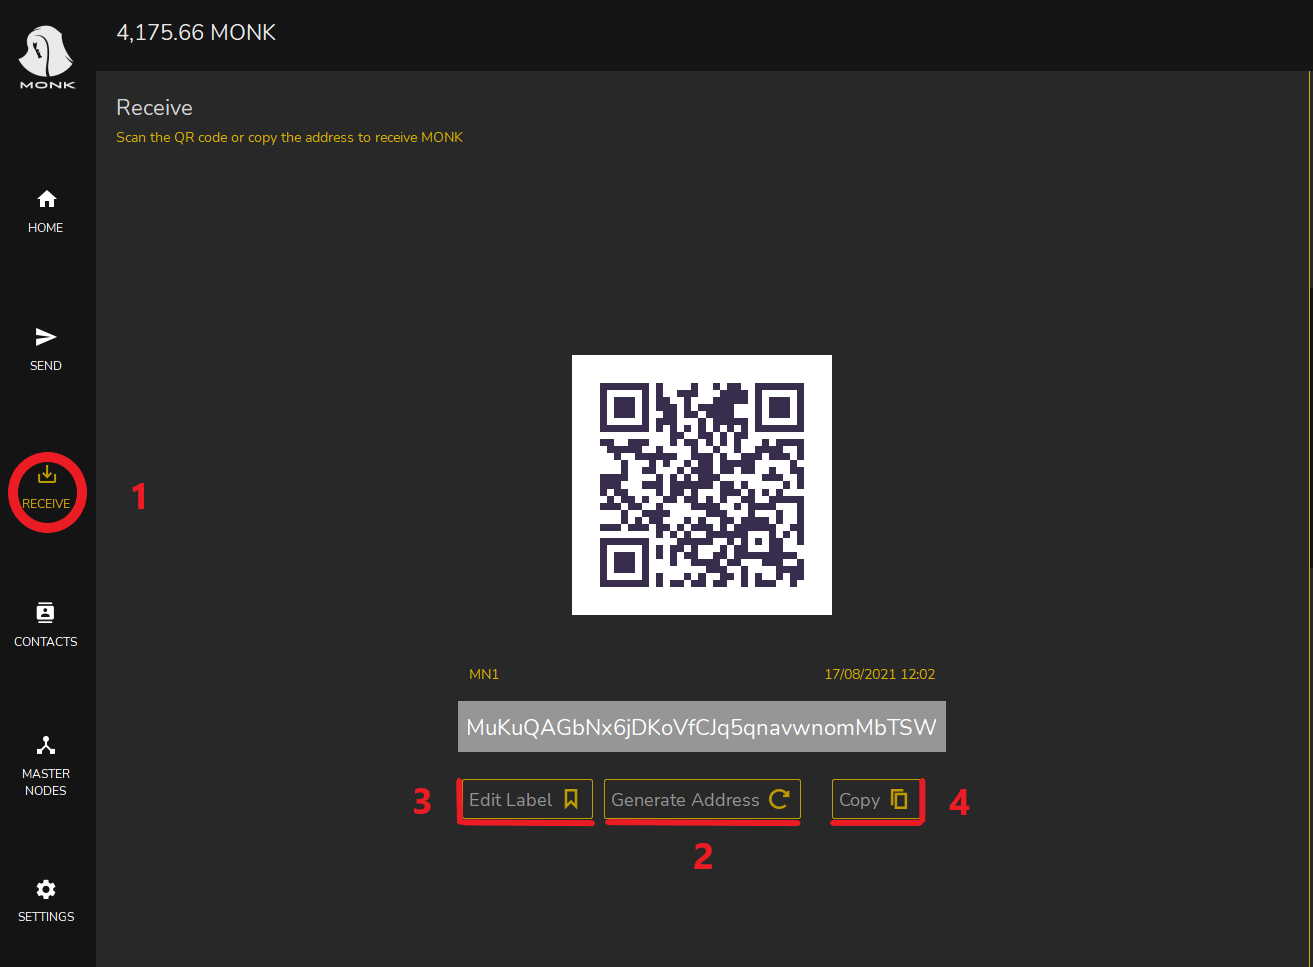 4,175.66 MONK
MONK
Receive
Scan the QR code or copy the address to receive MONK
HOME
SEND
RECEIVE
1
CONTACTS
MN1
17/08/2021 12:02
MuKuQAGbNx6jDKoVfCJq5qnavwnomMbTSW
MASTER
NODES
3
Edit Label
Generate Address
Copy
4
2
SETTINGS